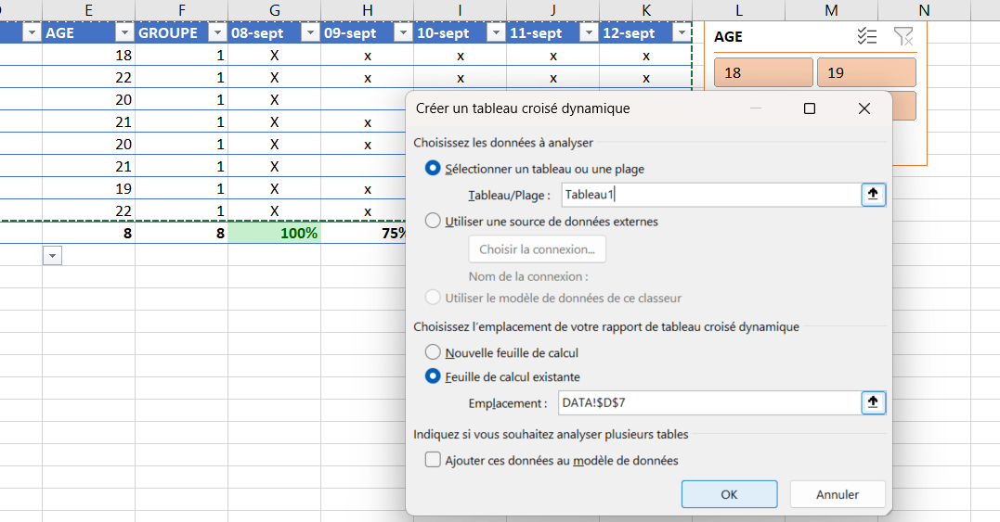 E F G H I J K L M N
AGE GROUPE 08-sept 09-sept 10-sept 11-sept 12-sept AGE
18 1 X x x x x 18 19
22 1 X x x x x
20 1 X
21 1 X x
20 1 X x
21 1 X
19 1 X x
22 1 X x
8 8 100% 75%
Créer un tableau croisé dynamique
Choisissez les données à analyser
Sélectionner un tableau ou une plage
Tableau/Plage : Tableau1
Utiliser une source de données externes
Choisir la connexion...
Nom de la connexion :
Utiliser le modèle de données de ce classeur
Choisissez l'emplacement de votre rapport de tableau croisé dynamique
Nouvelle feuille de calcul
Feuille de calcul existante
Emplacement : DATA!$D$7
Indiquez si vous souhaitez analyser plusieurs tables
Ajouter ces données au modèle de données
OK Annuler